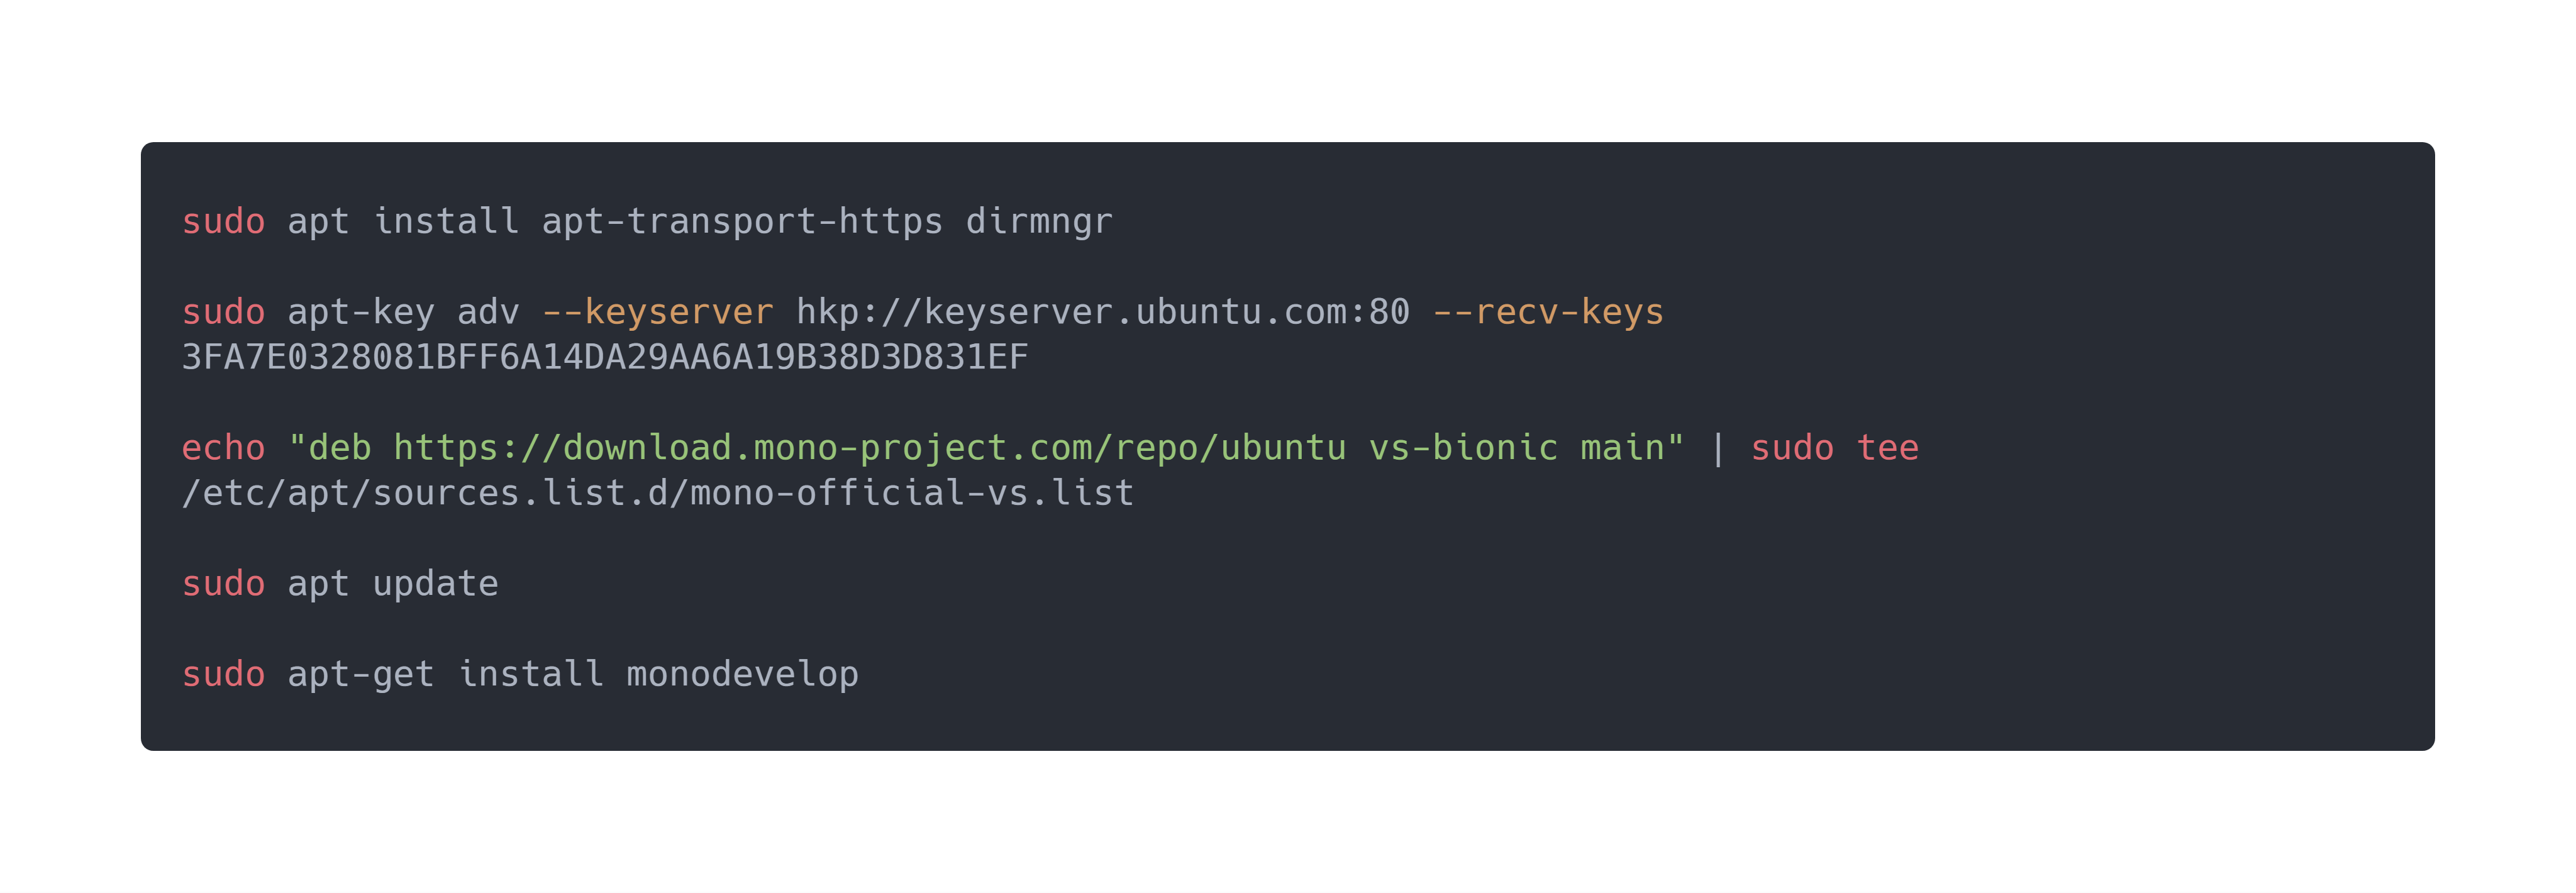 sudo apt install apt-transport-https dirmngr
sudo apt-key adv --keyserver hkp://keyserver.ubuntu.com:80 --recv-keys
3FA7E0328081BFF6A14DA29AA6A19B38D3D831EF
echo "deb https://download.mono-project.com/repo/ubuntu vs-bionic main" | sudo tee
/etc/apt/sources.list.d/mono-official-vs.list
sudo apt update
sudo apt-get install monodevelop